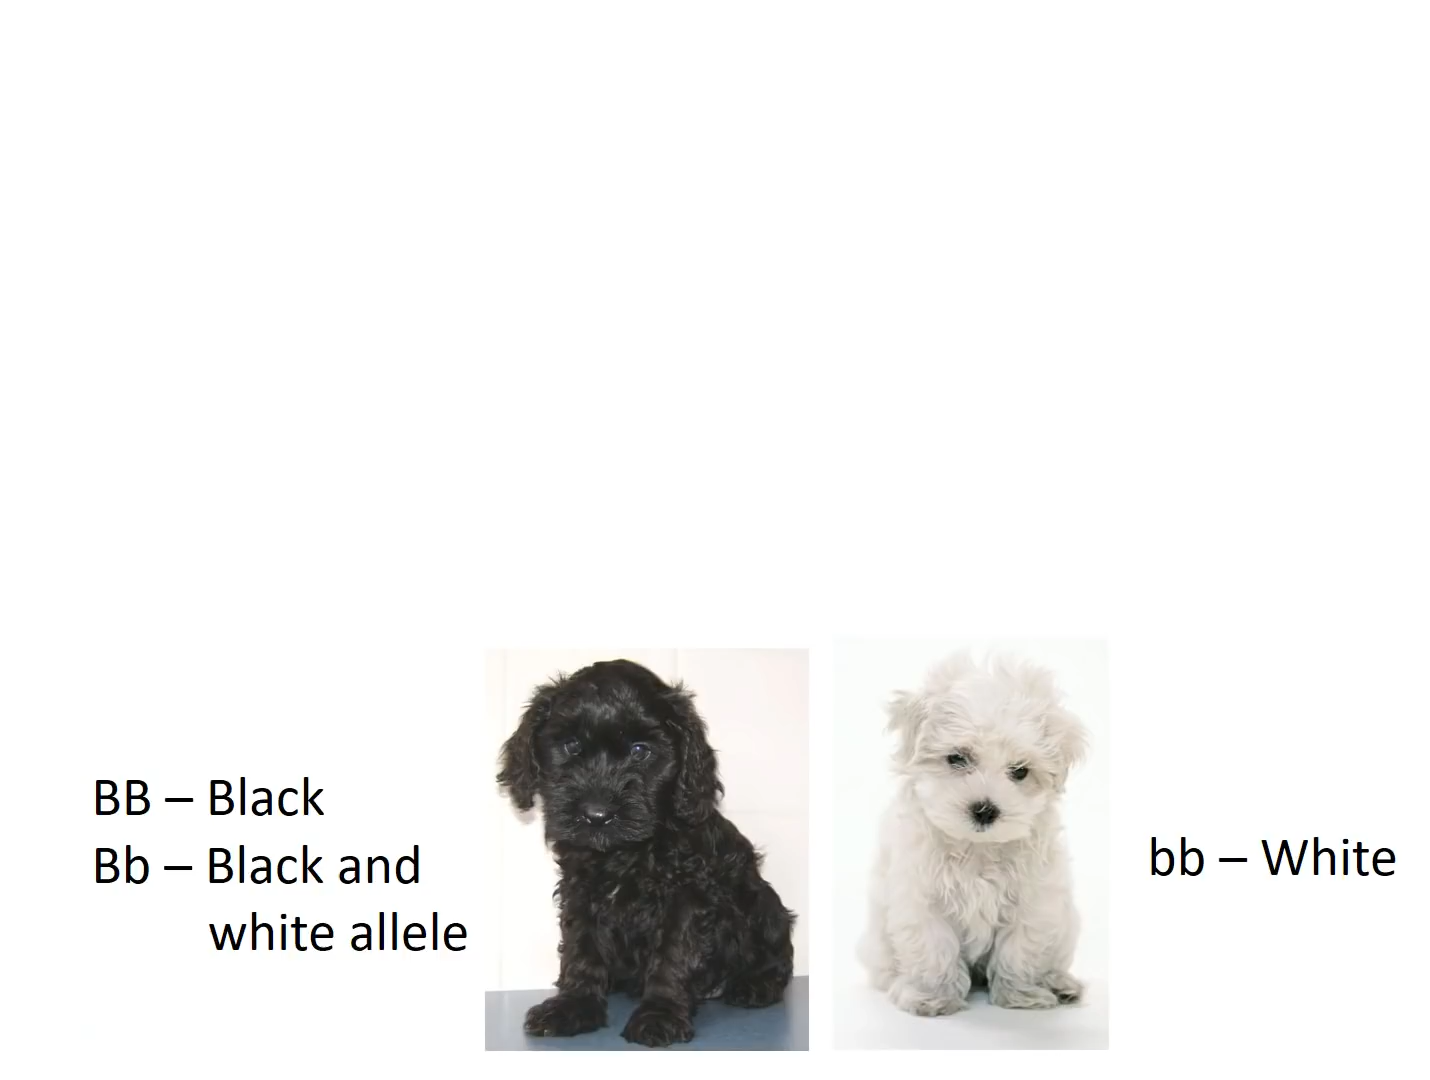 BB – Black
Bb – Black and
white allele
bb – White